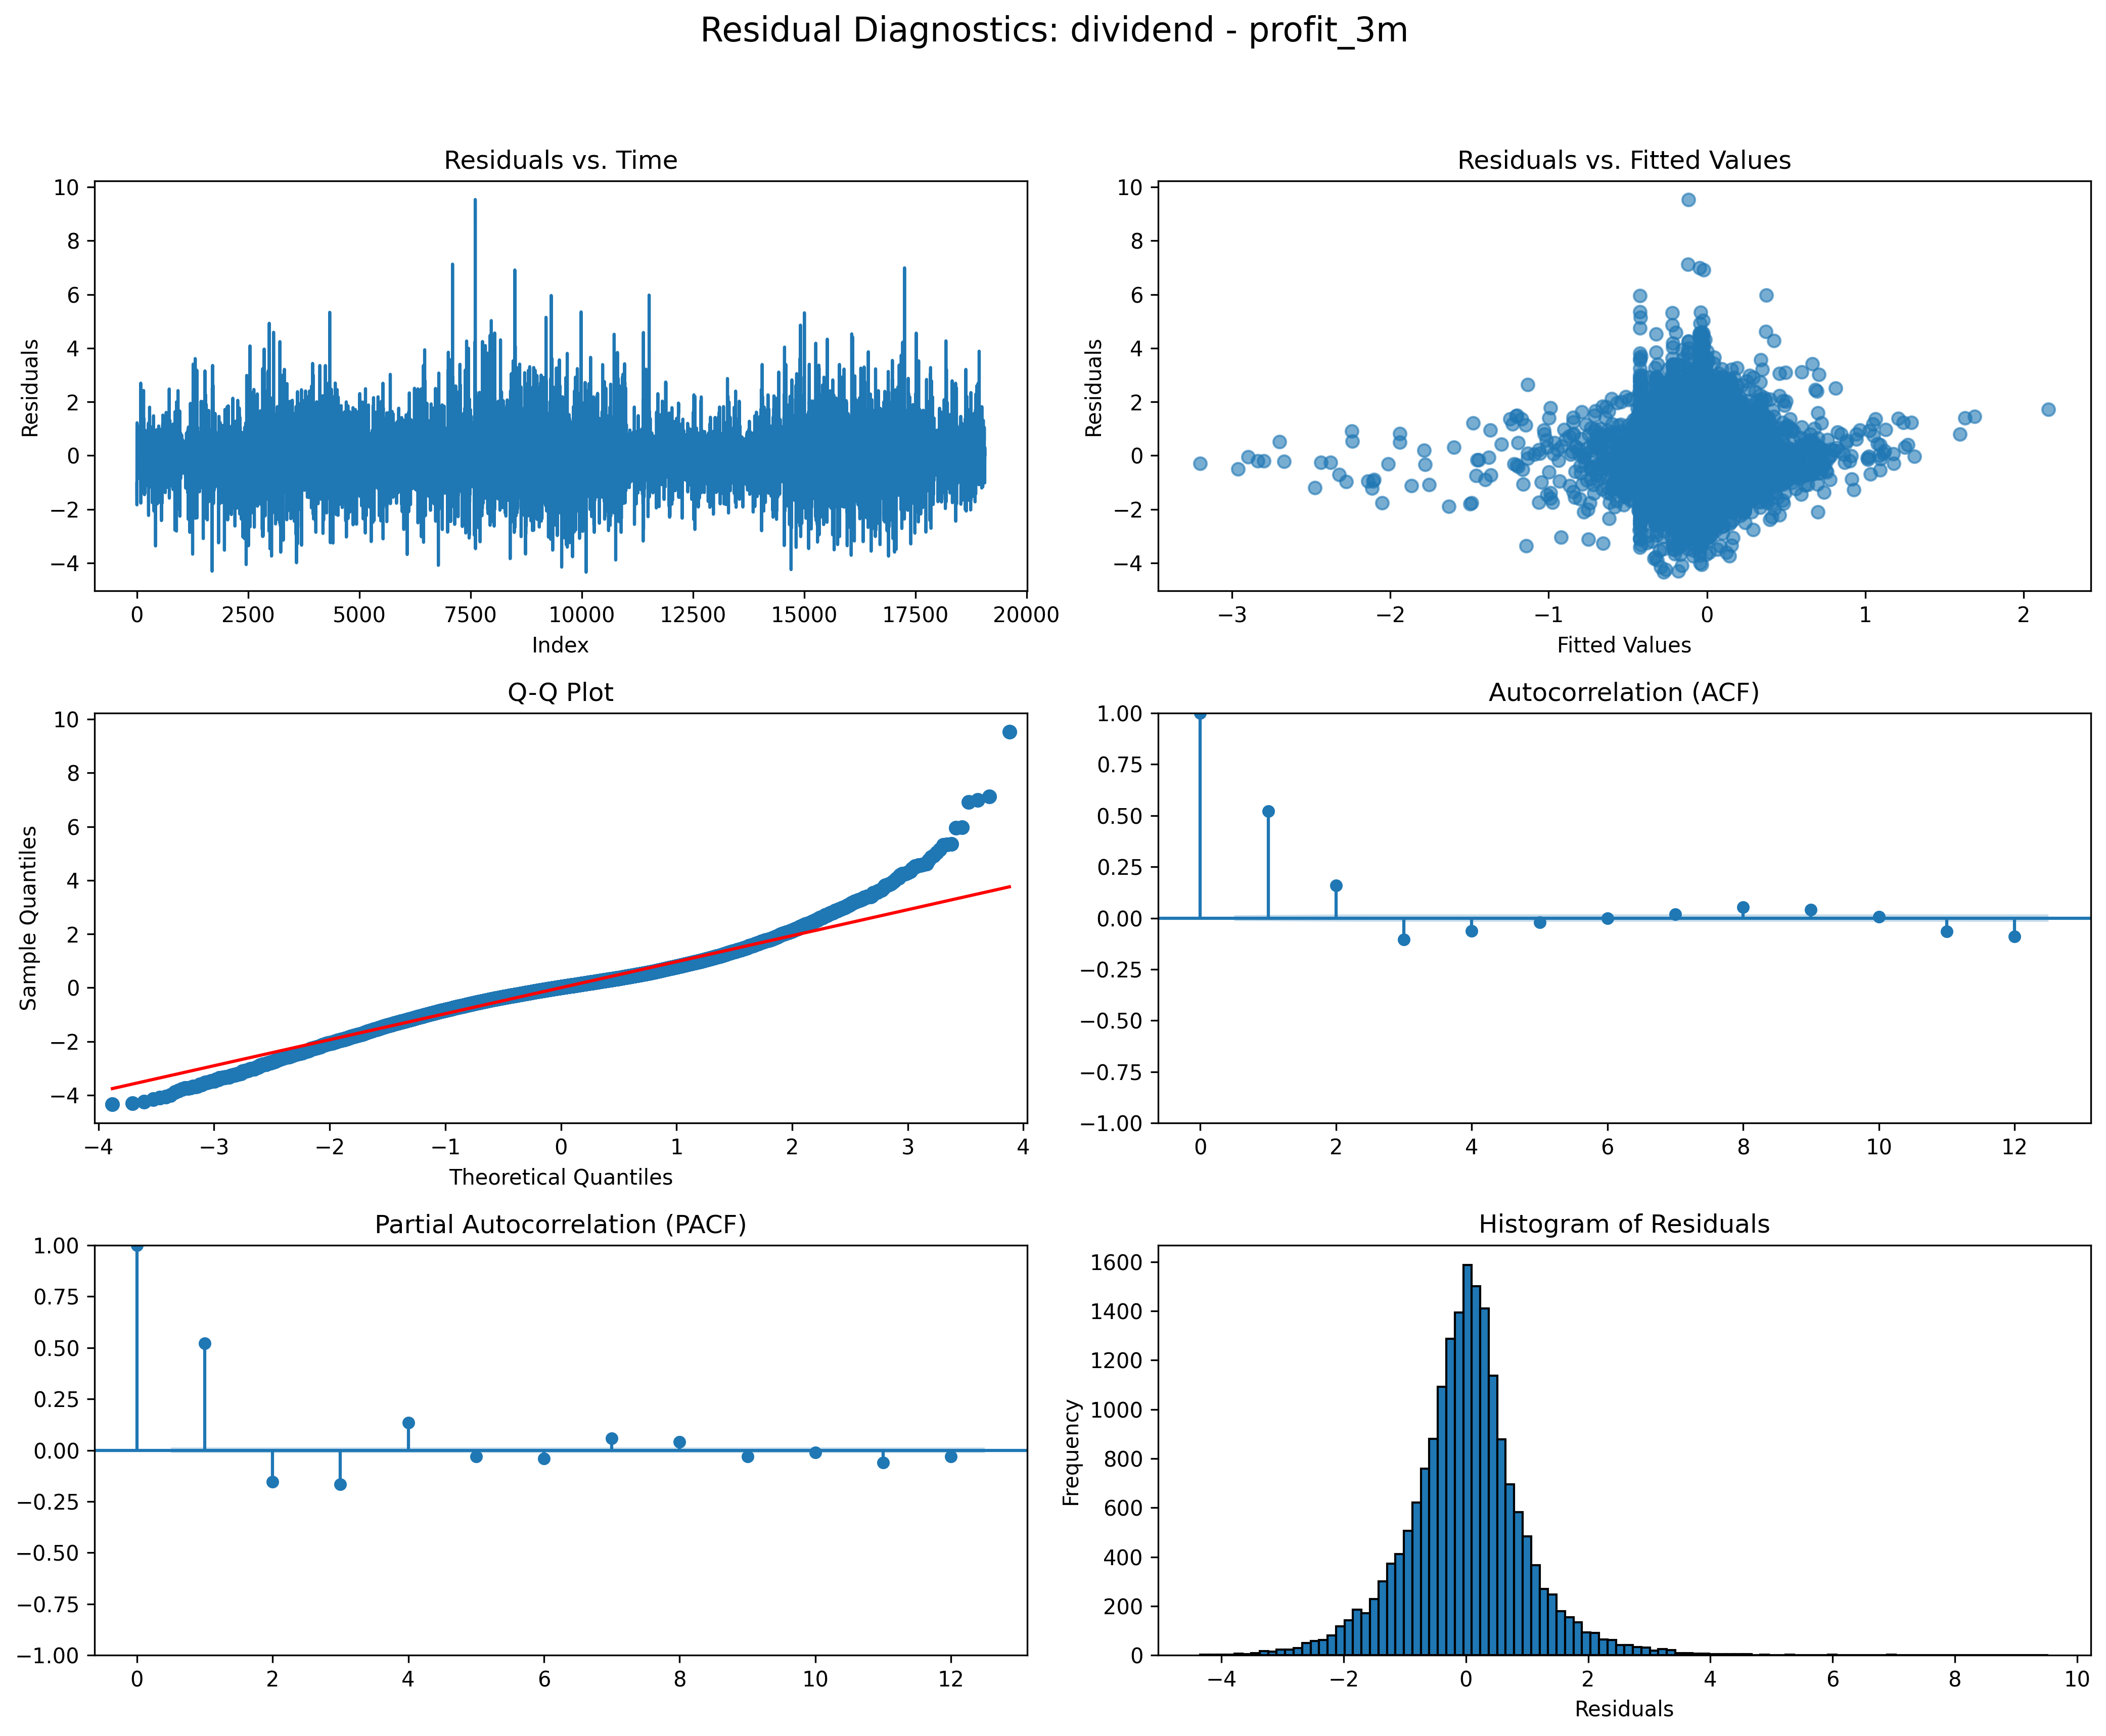 Residual Diagnostics: dividend - profit_3m
Residuals vs. Time
10
8
6
4
2
0
−2
−4
Residuals
0 2500 5000 7500 10000 12500 15000 17500 20000
Index
Residuals vs. Fitted Values
10
8
6
4
2
0
−2
−4
Residuals
−3 −2 −1 0 1 2
Fitted Values
Q-Q Plot
10
8
6
4
2
0
−2
−4
Sample Quantiles
−4 −3 −2 −1 0 1 2 3 4
Theoretical Quantiles
Autocorrelation (ACF)
1.00
0.75
0.50
0.25
0.00
−0.25
−0.50
−0.75
−1.00
0 2 4 6 8 10 12
Partial Autocorrelation (PACF)
1.00
0.75
0.50
0.25
0.00
−0.25
−0.50
−0.75
−1.00
0 2 4 6 8 10 12
Histogram of Residuals
1600
1400
1200
1000
800
600
400
200
0
Frequency
−4 −2 0 2 4 6 8 10
Residuals